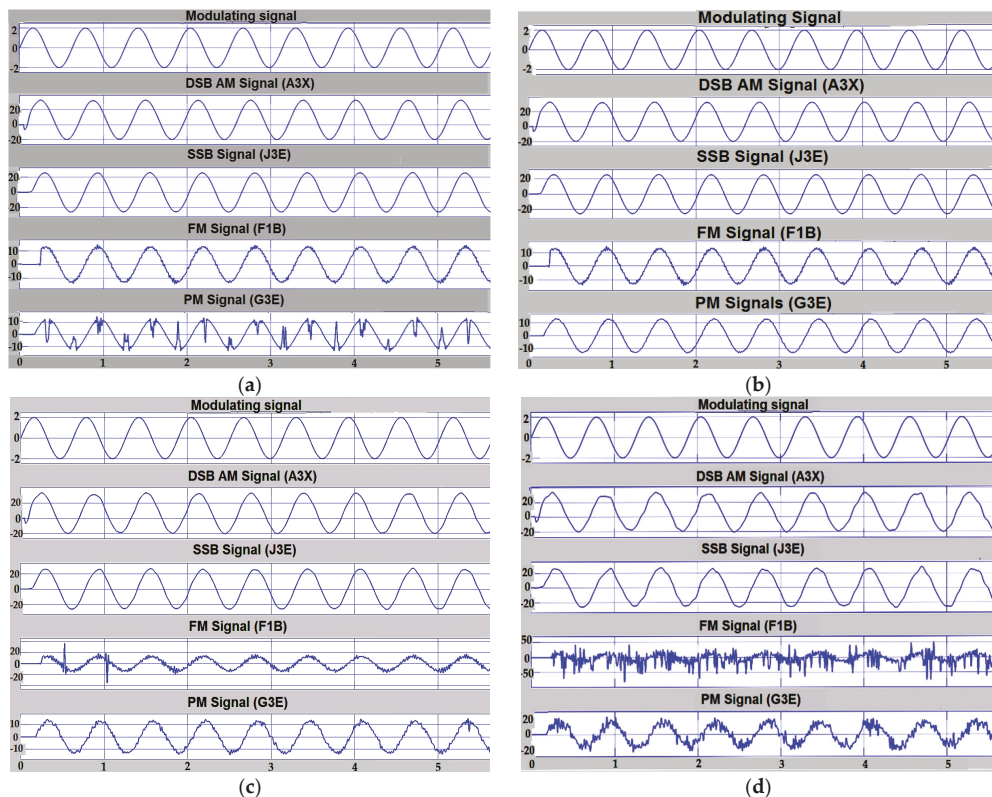 Modulating signal
2
0
-2
DSB AM Signal (A3X)
20
0
-20
SSB Signal (J3E)
20
0
20
FM Signal (F1B)
10
0
-10
PM Signal (G3E)
10
0
-10
0 1 2 3 4 5
(a)
Modulating Signal
2
0
-2
DSB AM Signal (A3X)
20
0
-20
SSB Signal (J3E)
20
0
-20
FM Signal (F1B)
10
0
-10
PM Signals (G3E)
10
0
-10
0 1 2 3 4 5
(b)
Modulating signal
2
0
-2
DSB AM Signal (A3X)
20
0
-20
SSB Signal (J3E)
20
0
-20
FM Signal (F1B)
20
0
-20
PM Signal (G3E)
10
0
-10
0 1 2 3 4 5
(c)
Modulating signal
2
0
-2
DSB AM Signal (A3X)
20
0
-20
SSB Signal (J3E)
20
0
20
FM Signal (F1B)
50
0
-50
PM Signal (G3E)
20
0
-20
0 1 2 3 4 5
(d)